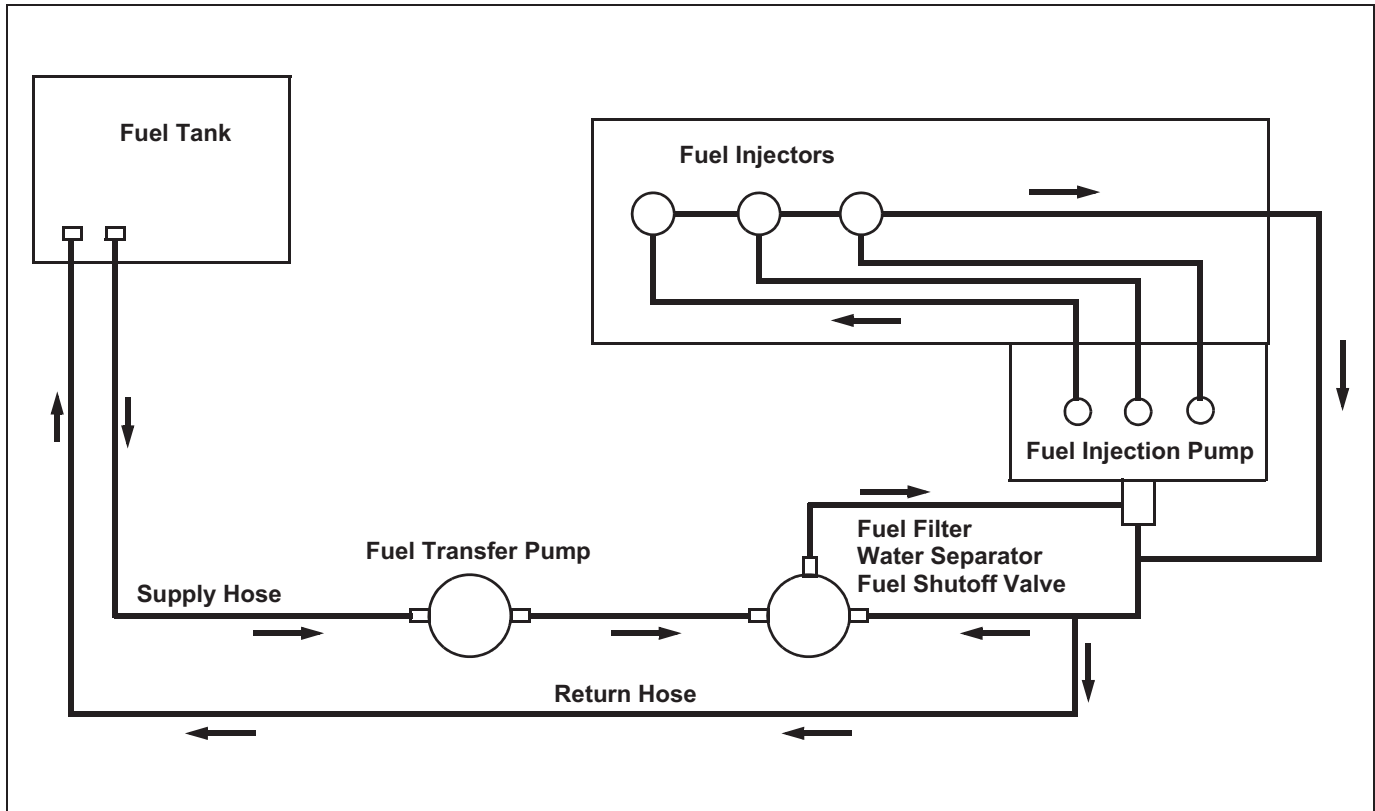 Fuel Tank
Fuel Injectors
Fuel Injection Pump
Fuel Filter
Water Separator
Fuel Shutoff Valve
Fuel Transfer Pump
Supply Hose
Return Hose